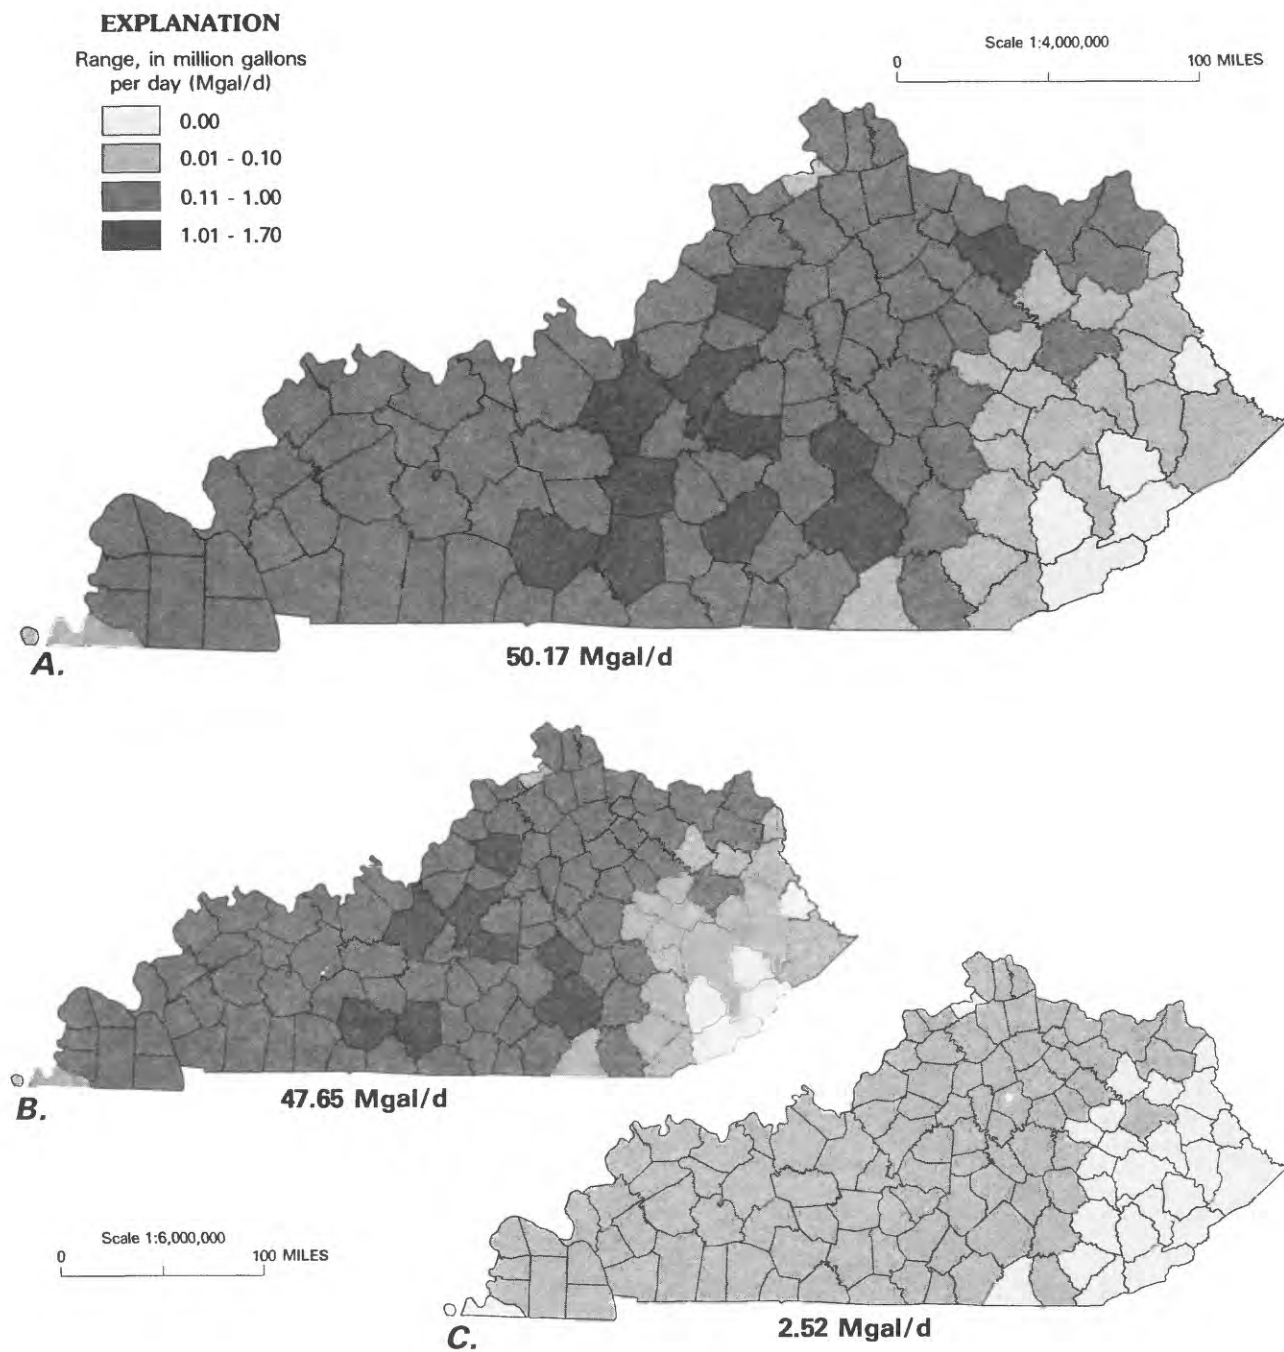 EXPLANATION
Range, in million gallons
per day (Mgal/d)
0.00
0.01 - 0.10
0.11 - 1.00
1.01 - 1.70
Scale 1:4,000,000
0 100 MILES
A.
50.17 Mgal/d
B.
47.65 Mgal/d
Scale 1:6,000,000
0 100 MILES
C.
2.52 Mgal/d